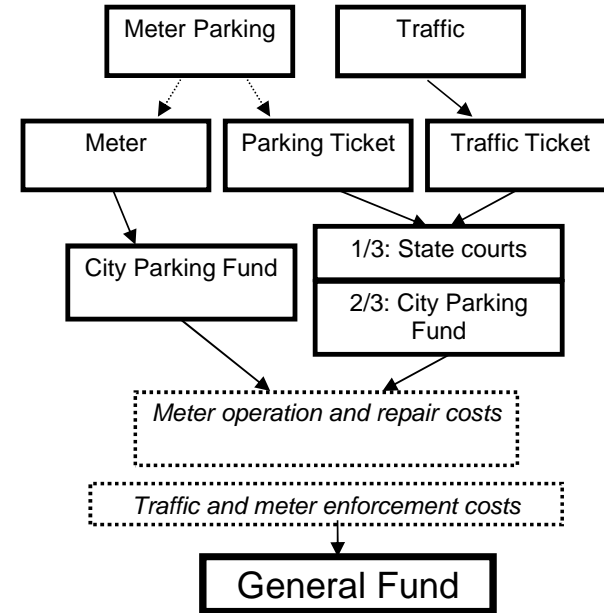 Meter Parking
Traffic
Meter
Parking Ticket
Traffic Ticket
City Parking Fund
1/3: State courts
2/3: City Parking
Fund
Meter operation and repair costs
Traffic and meter enforcement costs
General Fund